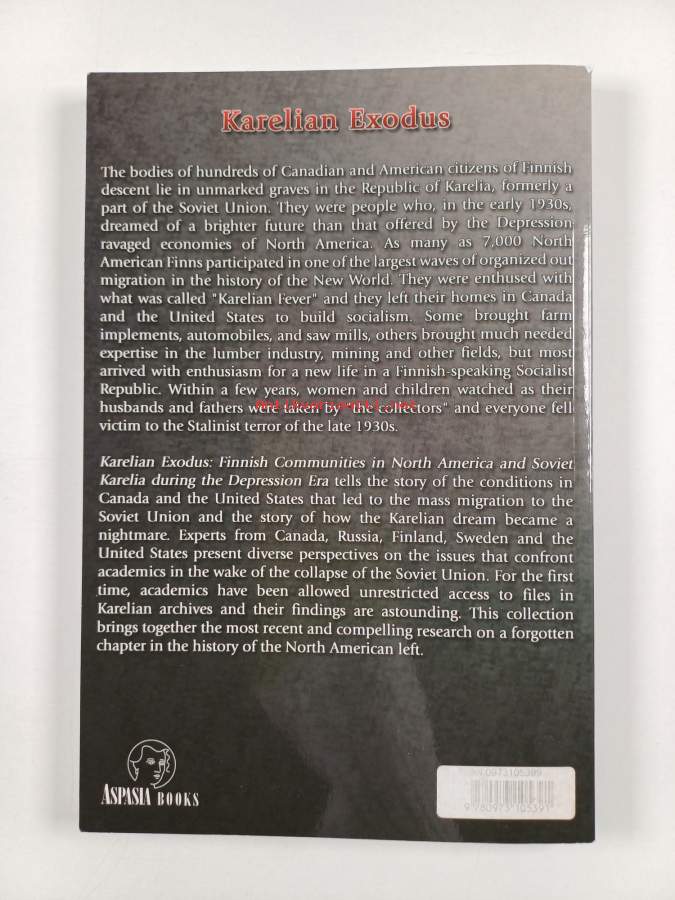 Karelian Exodus
The bodies of hundreds of Canadian and American citizens of Finnish
descent lie in unmarked graves in the Republic of Karelia, formerly a
part of the Soviet Union. They were people who, in the early 1930s,
dreamed of a brighter future than that offered by the Depression
ravaged economies of North America. As many as 7,000 North
American Finns participated in one of the largest waves of organized out
migration in the history of the New World. They were enthused with
what was called "Karelian Fever" and they left their homes in Canada
and the United States to build socialism. Some brought farm
implements, automobiles, and saw mills, others brought much needed
expertise in the lumber industry, mining and other fields, but most
arrived with enthusiasm for a new life in a Finnish-speaking Socialist
Republic. Within a few years, women and children watched as their
husbands and fathers were taken by "the collectors" and everyone fell
victim to the Stalinist terror of the late 1930s.
Karelian Exodus: Finnish Communities in North America and Soviet
Karelia during the Depression Era tells the story of the conditions in
Canada and the United States that led to the mass migration to the
Soviet Union and the story of how the Karelian dream became a
nightmare. Experts from Canada, Russia, Finland, Sweden and the
United States present diverse perspectives on the issues that confront
academics in the wake of the collapse of the Soviet Union. For the first
time, academics have been allowed unrestricted access to files in
Karelian archives and their findings are astounding. This collection
brings together the most recent and compelling research on a forgotten
chapter in the history of the North American left.
ASPASIA BOOKS
0973105399
9 780973 105391